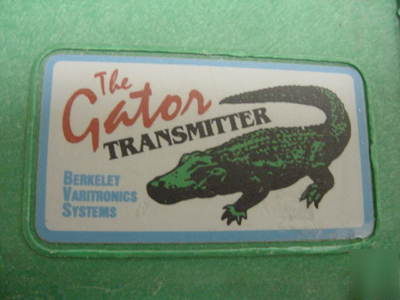 The
Gator
TRANSMITTER
BERKELEY
VARITRONICS
SYSTEMS